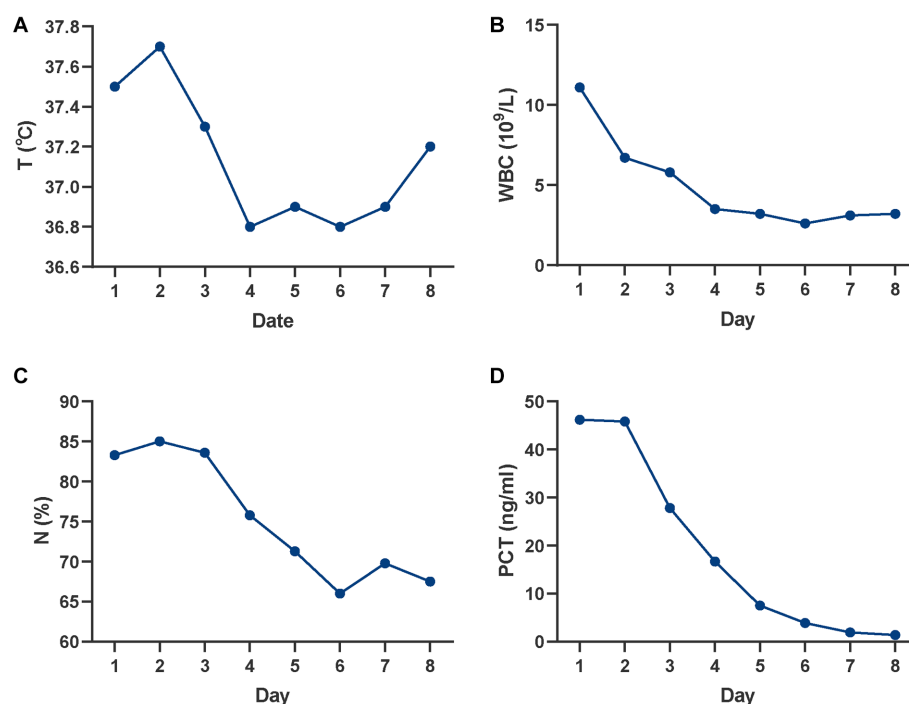 A
T (℃)
37.8
37.6
37.4
37.2
37.0
36.8
36.6
1 2 3 4 5 6 7 8
Date
B
WBC (10⁹/L)
15
10
5
0
1 2 3 4 5 6 7 8
Day
C
N (%)
90
85
80
75
70
65
60
1 2 3 4 5 6 7 8
Day
D
PCT (ng/ml)
50
40
30
20
10
0
1 2 3 4 5 6 7 8
Day